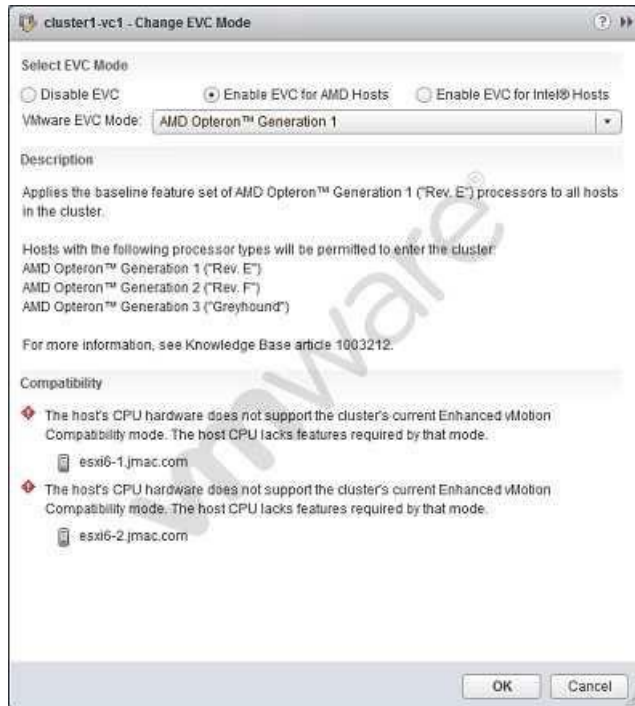 cluster1-vc1 - Change EVC Mode
?
Select EVC Mode
Disable EVC
Enable EVC for AMD Hosts
Enable EVC for Intel® Hosts
VMware EVC Mode: AMD Opteron™ Generation 1
Description
Applies the baseline feature set of AMD Opteron™ Generation 1 ("Rev. E") processors to all hosts
in the cluster.
Hosts with the following processor types will be permitted to enter the cluster:
AMD Opteron™ Generation 1 ("Rev. E")
AMD Opteron™ Generation 2 ("Rev. F")
AMD Opteron™ Generation 3 ("Greyhound")
For more information, see Knowledge Base article 1003212.
Compatibility
The host's CPU hardware does not support the cluster's current Enhanced vMotion
Compatibility mode. The host CPU lacks features required by that mode.
esxi6-1.jmac.com
The host's CPU hardware does not support the cluster's current Enhanced vMotion
Compatibility mode. The host CPU lacks features required by that mode.
esxi6-2.jmac.com
vmware®
OK
Cancel